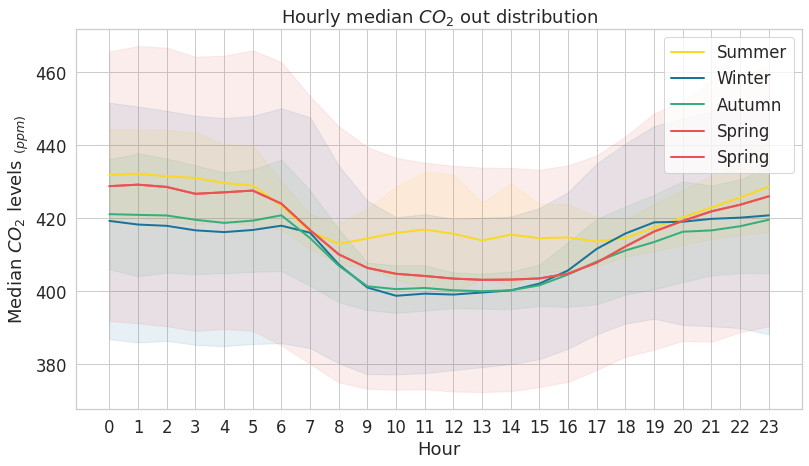 Hourly median CO₂ out distribution
Summer
Winter
Autumn
Spring
Spring
Median CO₂ levels (ppm)
460
440
420
400
380
0 1 2 3 4 5 6 7 8 9 10 11 12 13 14 15 16 17 18 19 20 21 22 23
Hour